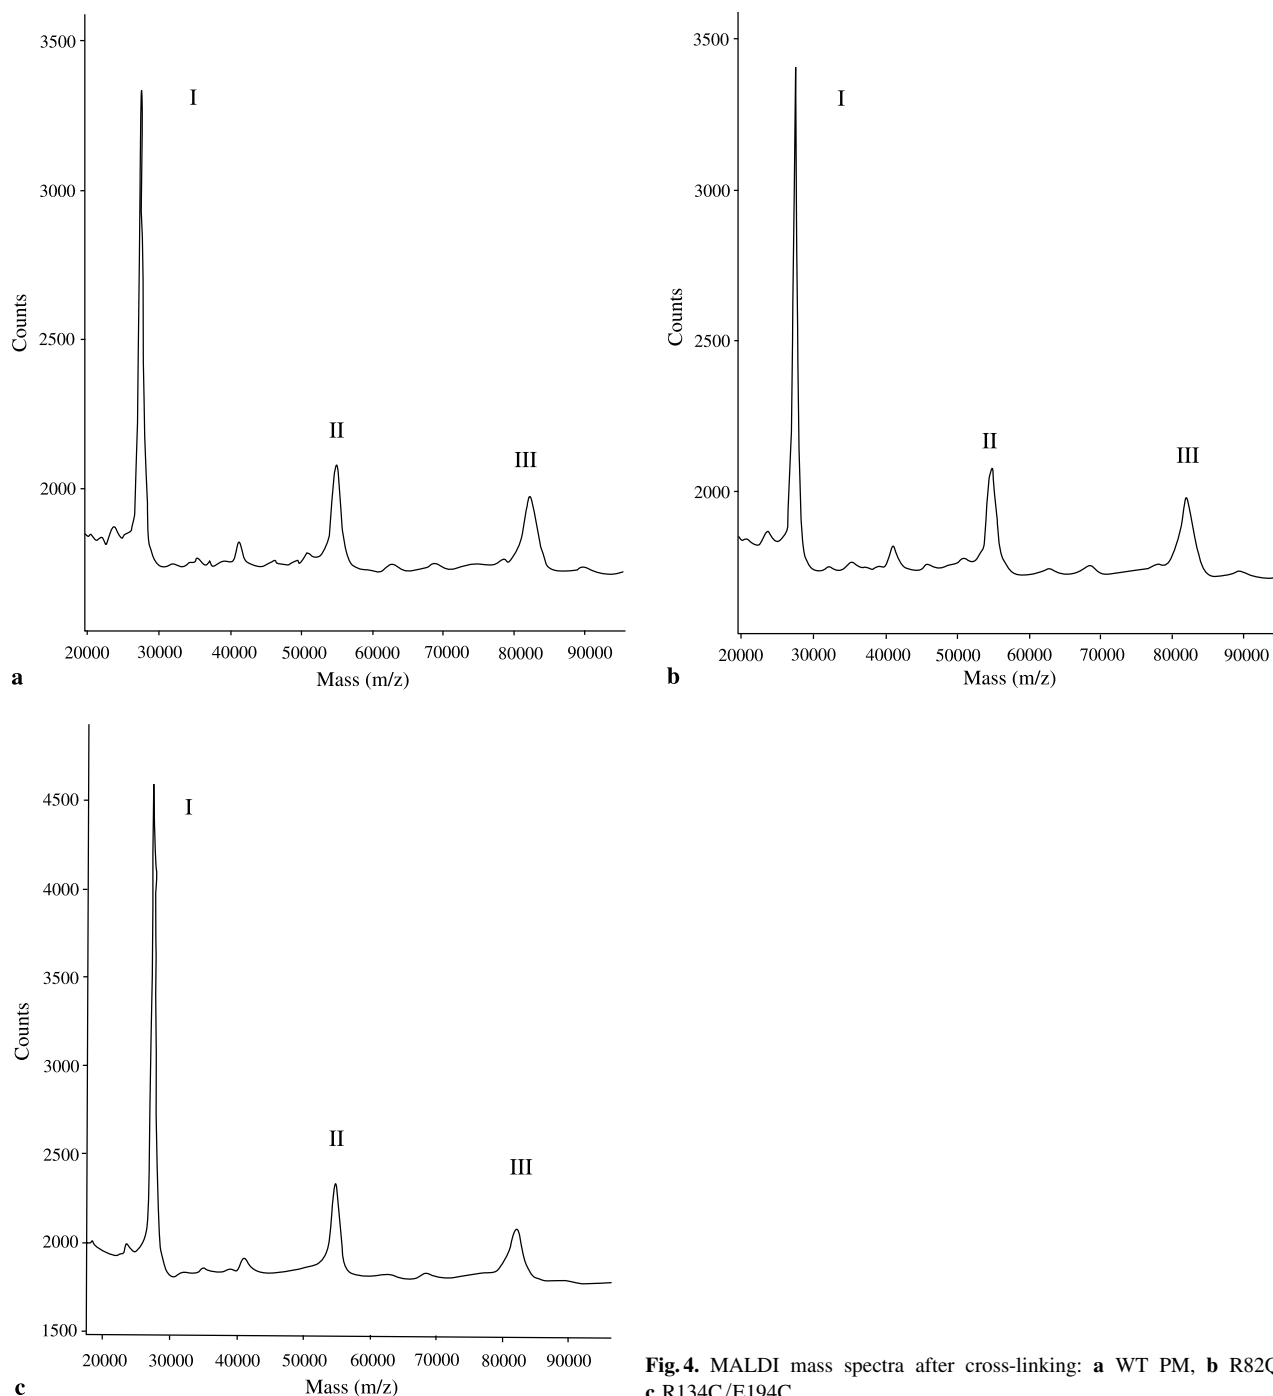 3500
3000
2500
2000
Counts
I
II
III
20000 30000 40000 50000 60000 70000 80000 90000
Mass (m/z)
a
3500
3000
2500
2000
Counts
I
II
III
20000 30000 40000 50000 60000 70000 80000 90000
Mass (m/z)
b
4500
4000
3500
3000
2500
2000
1500
Counts
I
II
III
20000 30000 40000 50000 60000 70000 80000 90000
Mass (m/z)
c
Fig. 4. MALDI mass spectra after cross-linking: a WT PM, b R82Q
c R134C/E194C